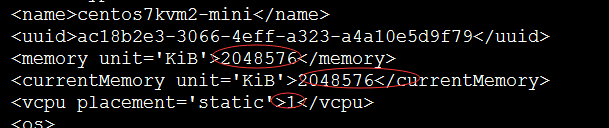 <name>centos7kvm2-mini</name>
<uuid>ac18b2e3-3066-4eff-a323-a4a10e5d9f79</uuid>
<memory unit='KiB'>2048576</memory>
<currentMemory unit='KiB'>2048576</currentMemory>
<vcpu placement='static'>1</vcpu>
<os>